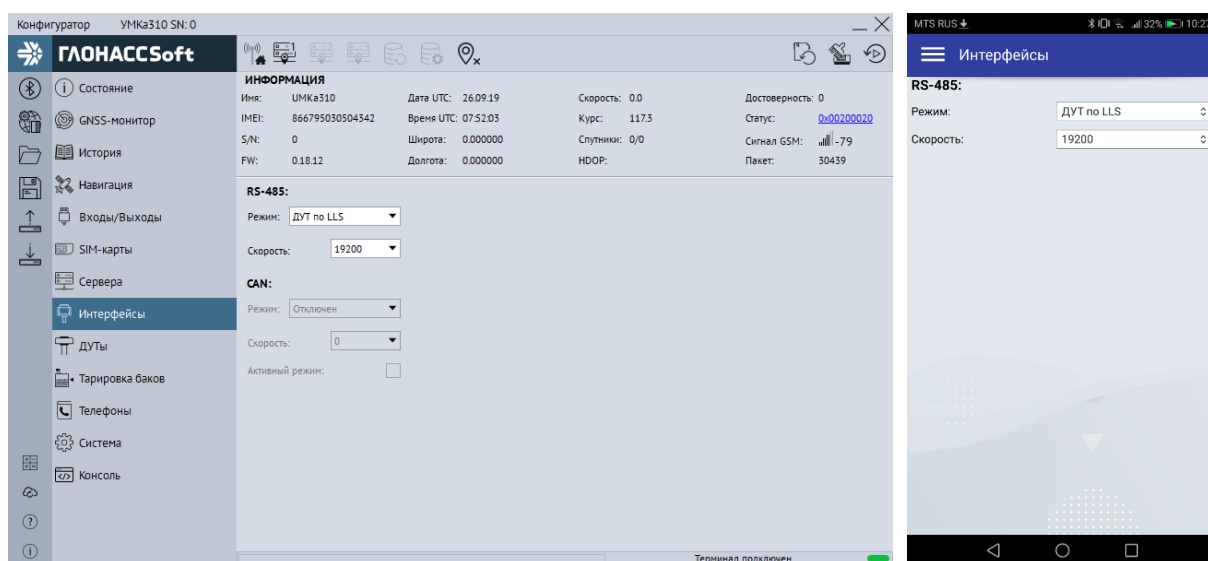 Конфигуратор УМКа310 SN: 0
ГЛОНАССSoft
Состояние
GNSS-монитор
История
Навигация
Входы/Выходы
SIM-карты
Сервера
Интерфейсы
ДУТы
Тарировка баков
Телефоны
Система
Консоль
ИНФОРМАЦИЯ
Имя: УМКа310 Дата UTC: 26.09.19 Скорость: 0.0 Достоверность: 0
IMEI: 866795030504342 Время UTC: 07:52:03 Курс: 117.3 Статус: 0x00200020
S/N: 0 Широта: 0.000000 Спутники: 0/0 Сигнал GSM: -79
FW: 0.18.12 Долгота: 0.000000 HDOP: Пакет: 30439
RS-485:
Режим: ДУТ по LLS
Скорость: 19200
CAN:
Режим: Отключен
Скорость: 0
Активный режим:
Терминал подключен
MTS RUS 32% 10:27
Интерфейсы
RS-485:
Режим: ДУТ по LLS
Скорость: 19200